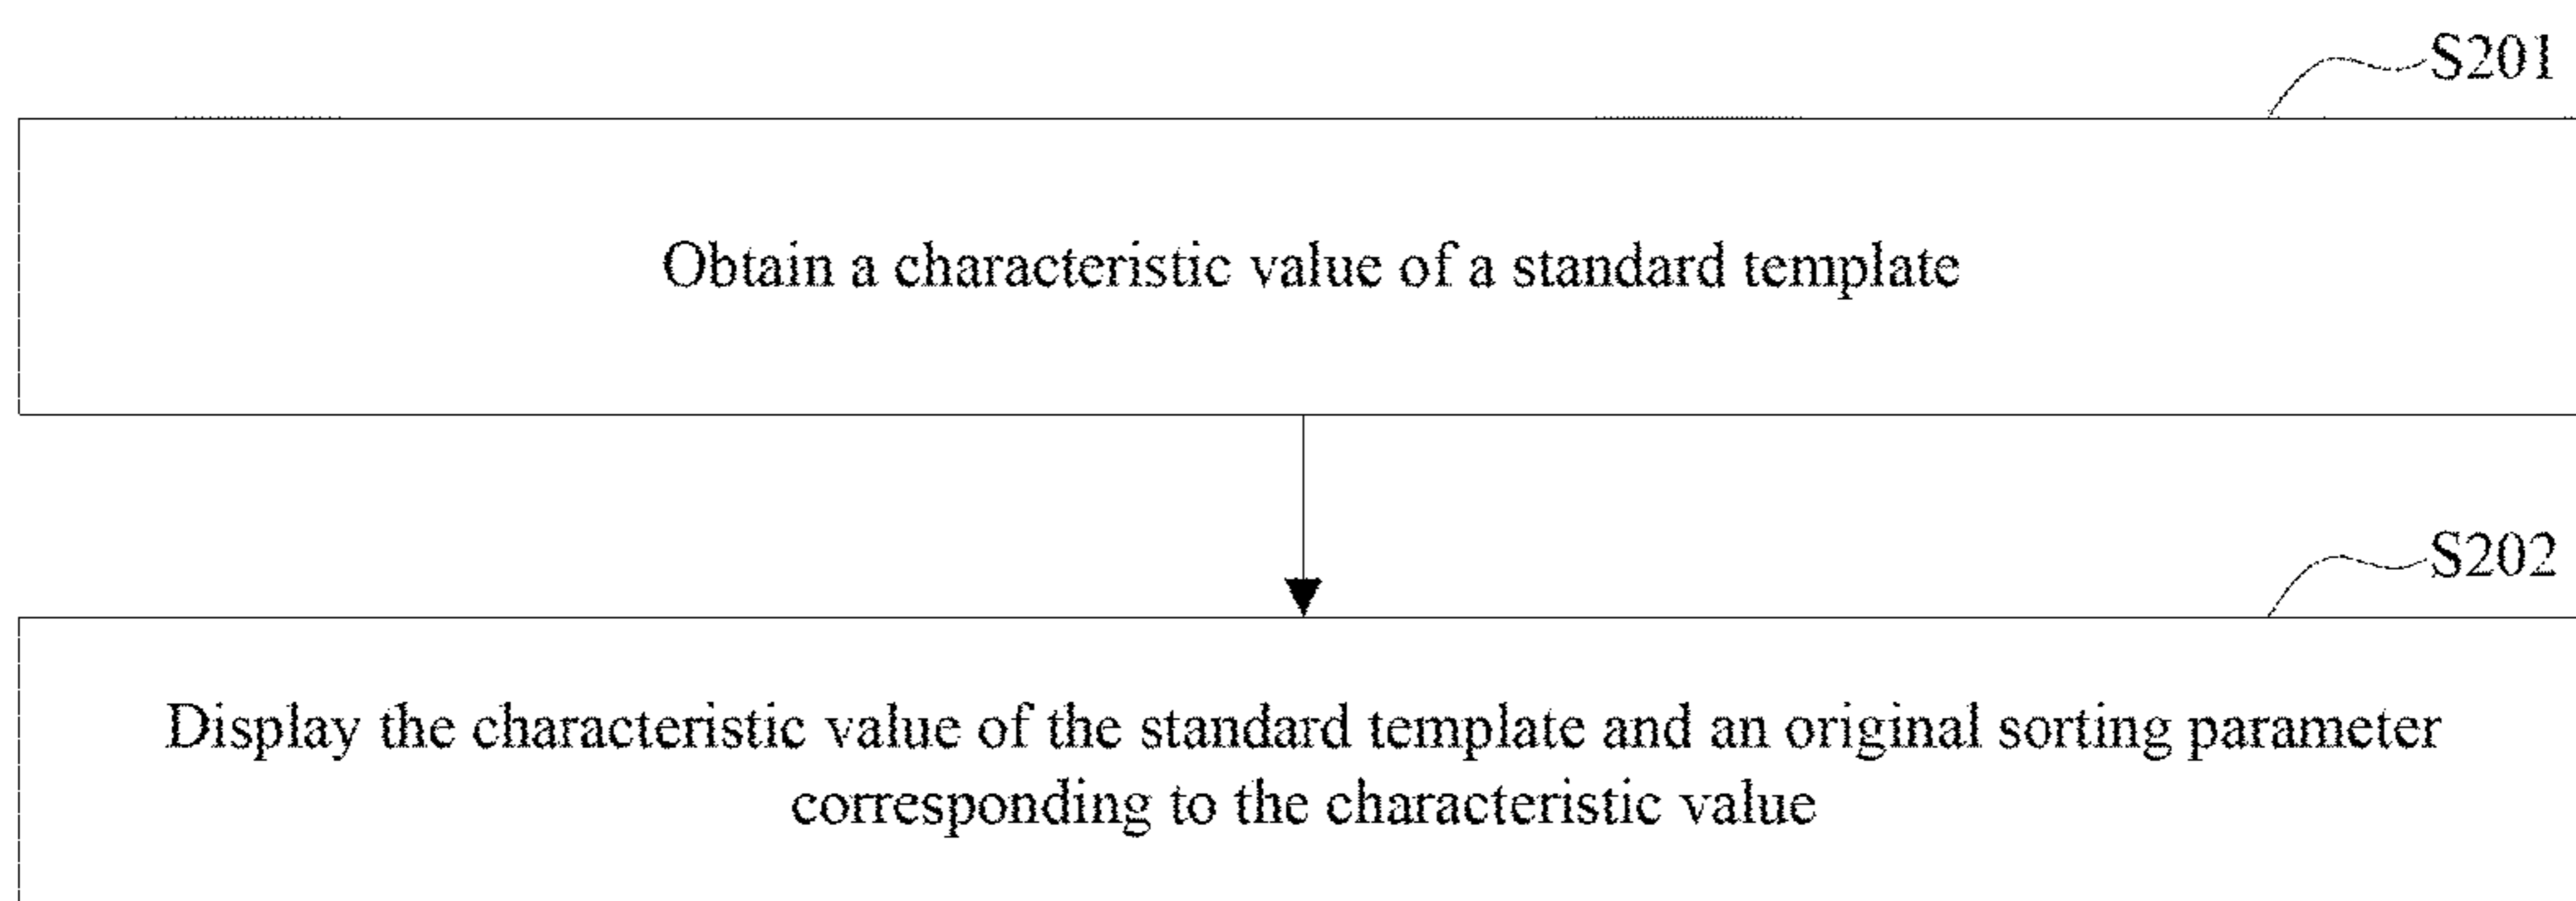 S201
Obtain a characteristic value of a standard template
S202
Display the characteristic value of the standard template and an original sorting parameter
corresponding to the characteristic value